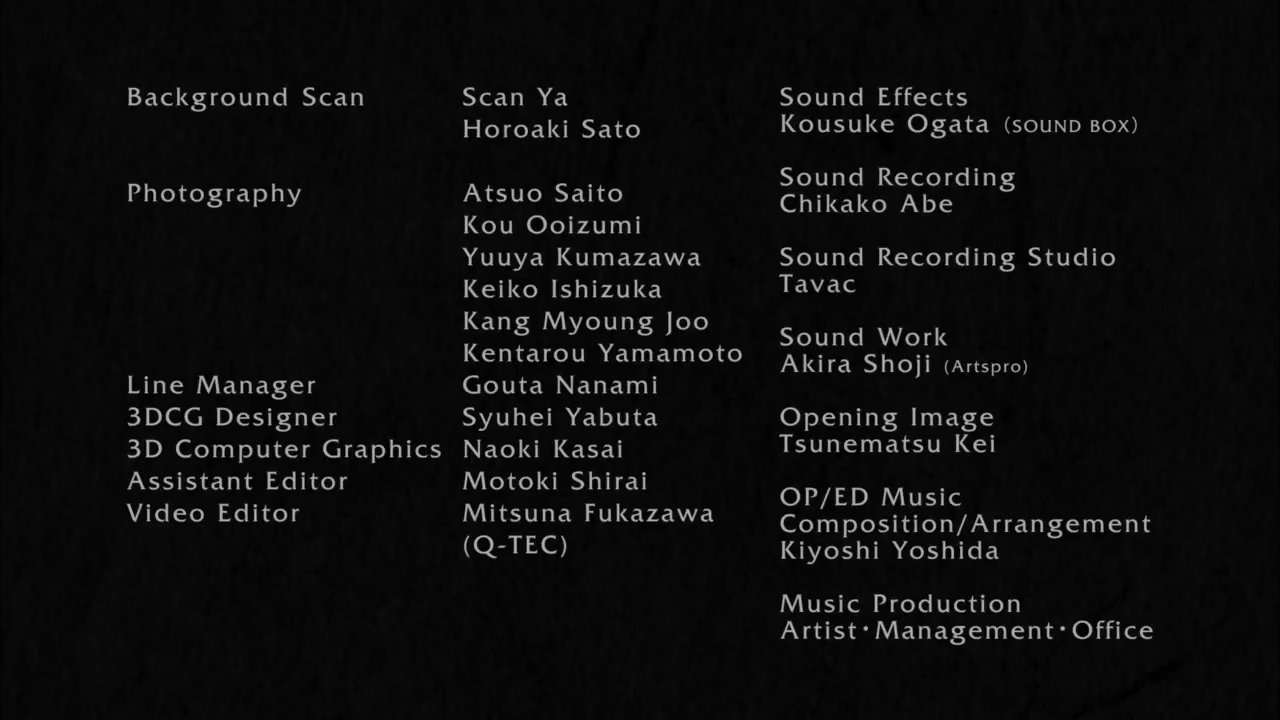 Background Scan Scan Ya
Horoaki Sato
Photography Atsuo Saito
Kou Ooizumi
Yuuya Kumazawa
Keiko Ishizuka
Kang Myoung Joo
Kentarou Yamamoto
Line Manager Gouta Nanami
3DCG Designer Syuhei Yabuta
3D Computer Graphics Naoki Kasai
Assistant Editor Motoki Shirai
Video Editor Mitsuna Fukazawa
(Q-TEC)
Sound Effects
Kousuke Ogata (SOUND BOX)
Sound Recording
Chikako Abe
Sound Recording Studio
Tavac
Sound Work
Akira Shoji (Artspro)
Opening Image
Tsunematsu Kei
OP/ED Music
Composition/Arrangement
Kiyoshi Yoshida
Music Production
Artist・Management・Office